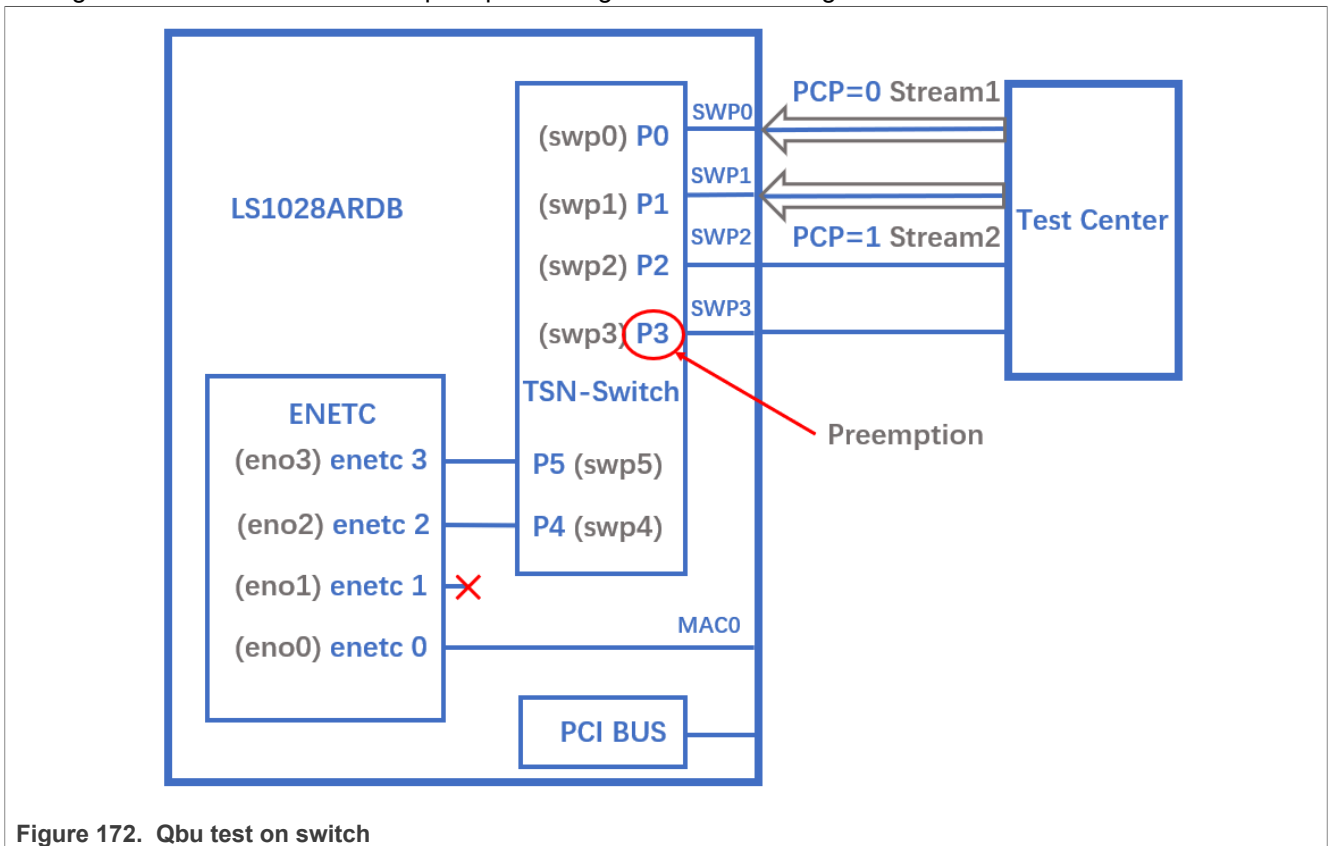 PCP=0 Stream1
SWP0
(swp0) P0
SWP1
(swp1) P1
LS1028ARDB
Test Center
SWP2
PCP=1 Stream2
(swp2) P2
SWP3
(swp3) P3
TSN-Switch
ENETC
Preemption
(eno3) enetc 3
P5 (swp5)
(eno2) enetc 2
P4 (swp4)
(eno1) enetc 1
MAC0
(eno0) enetc 0
PCI BUS
Figure 172. Qbu test on switch